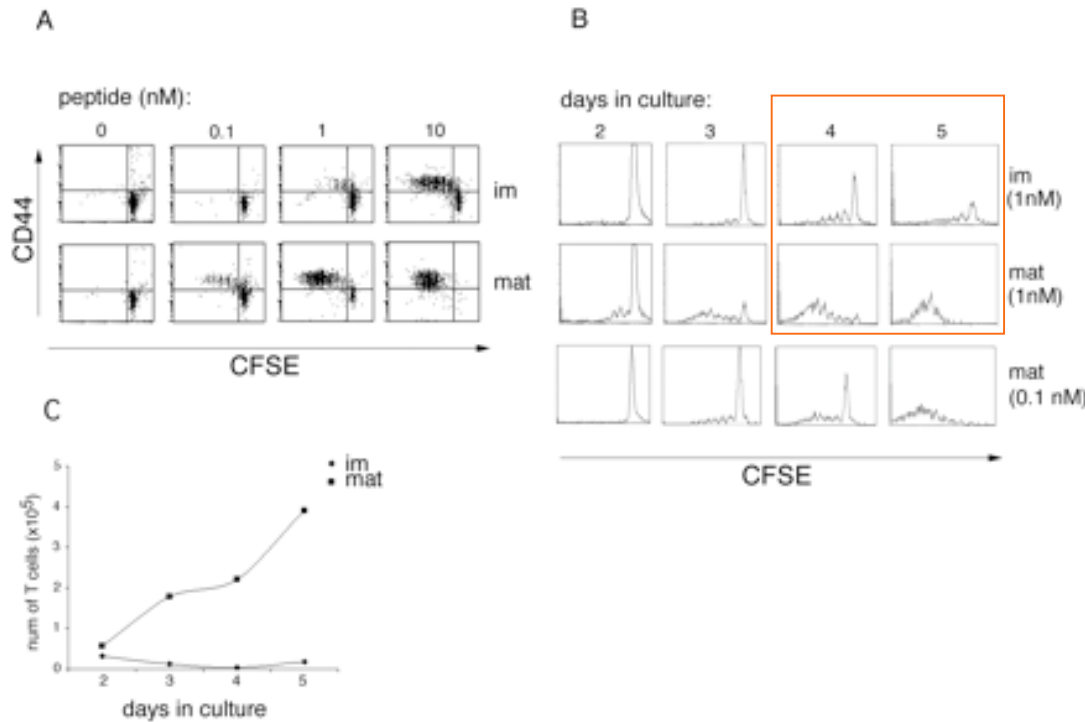 A
peptide (nM):
0 0.1 1 10
im
mat
CD44
CFSE
B
days in culture:
2 3 4 5
im
(1nM)
mat
(1nM)
mat
(0.1 nM)
CFSE
C
im
mat
num of T cells (x10⁵)
5
4
3
2
1
0
2 3 4 5
days in culture